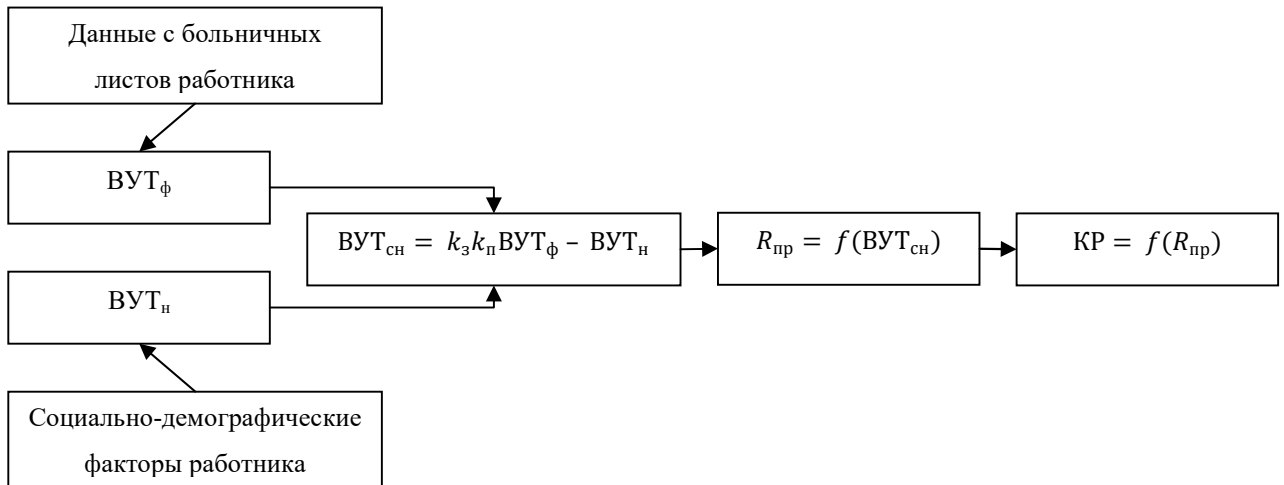 Данные с больничных
листов работника
ВУТ_ф
ВУТ_сн = k_з k_п ВУТ_ф – ВУТ_н
R_пр = f(ВУТ_сн)
КР = f(R_пр)
ВУТ_н
Социально-демографические
факторы работника